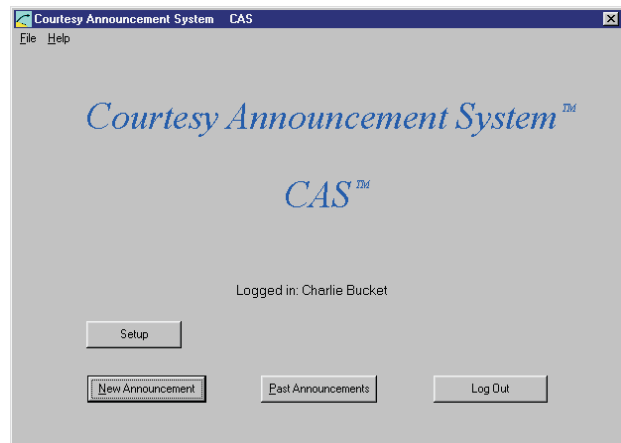 Courtesy Announcement System CAS
File Help
Courtesy Announcement System™
CAS™
Logged in: Charlie Bucket
Setup
New Announcement Past Announcements Log Out